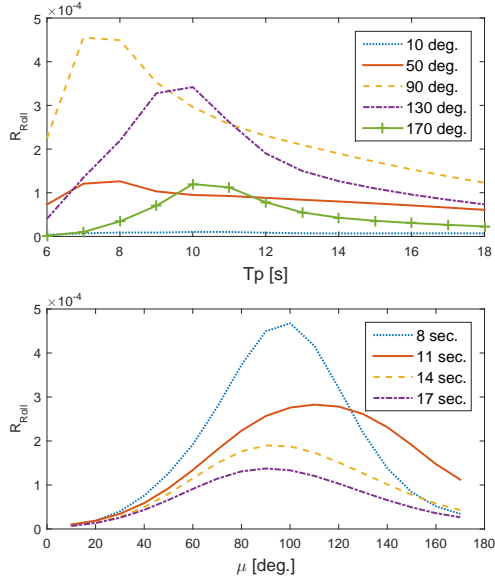 ×10⁻⁴
5
4
3
2
1
0
R_Roll
10 deg.
50 deg.
90 deg.
130 deg.
170 deg.
6 8 10 12 14 16 18
Tp [s]
×10⁻⁴
5
4
3
2
1
0
R_Roll
8 sec.
11 sec.
14 sec.
17 sec.
0 20 40 60 80 100 120 140 160 180
μ [deg.]